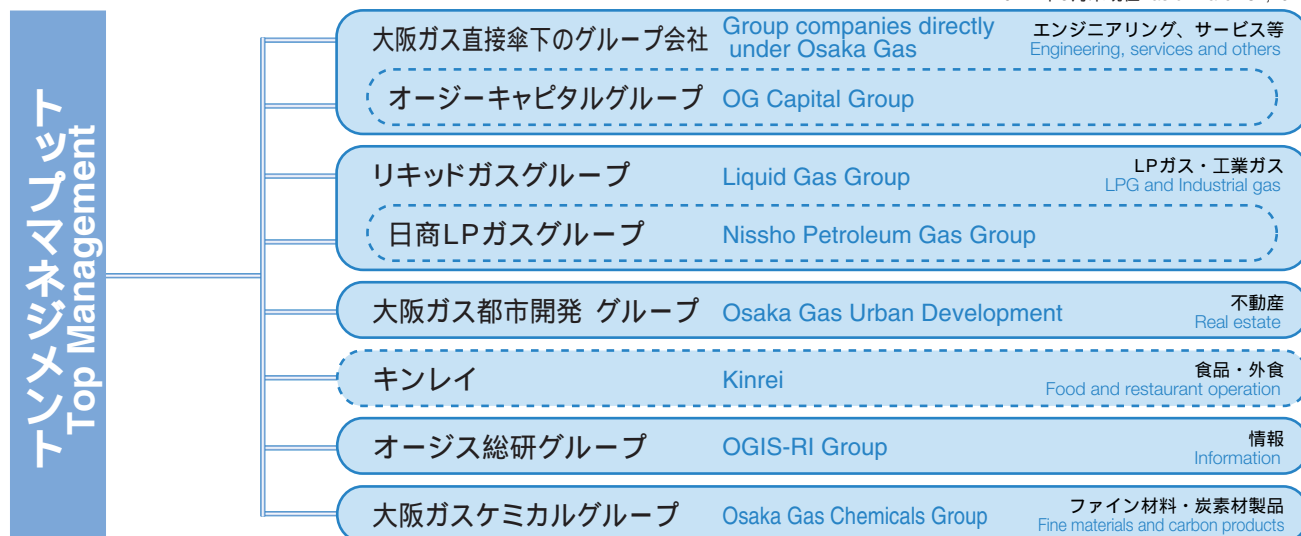 トップマネジメント
Top Management
大阪ガス直接傘下のグループ会社
Group companies directly
under Osaka Gas
エンジニアリング、サービス等
Engineering, services and others
オージーキャピタルグループ
OG Capital Group
リキッドガスグループ
Liquid Gas Group
LPガス・工業ガス
LPG and Industrial gas
日商LPガスグループ
Nissho Petroleum Gas Group
大阪ガス都市開発 グループ
Osaka Gas Urban Development
不動産
Real estate
キンレイ
Kinrei
食品・外食
Food and restaurant operation
オージス総研グループ
OGIS-RI Group
情報
Information
大阪ガスケミカルグループ
Osaka Gas Chemicals Group
ファイン材料・炭素材製品
Fine materials and carbon products